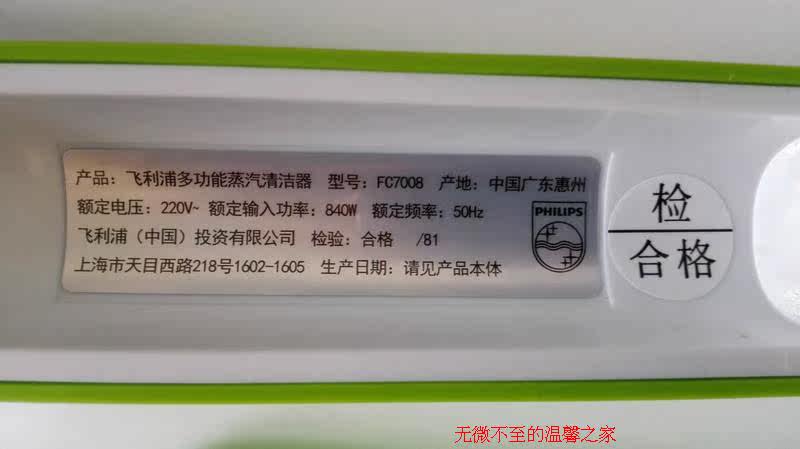 产品：飞利浦多功能蒸汽清洁器 型号：FC7008 产地：中国广东惠州
额定电压：220V~ 额定输入功率：840W 额定频率：50Hz
飞利浦（中国）投资有限公司 检验：合格 /81
上海市天目西路218号1602-1605 生产日期：请见产品本体
PHILIPS
检
合格
无微不至的温馨之家